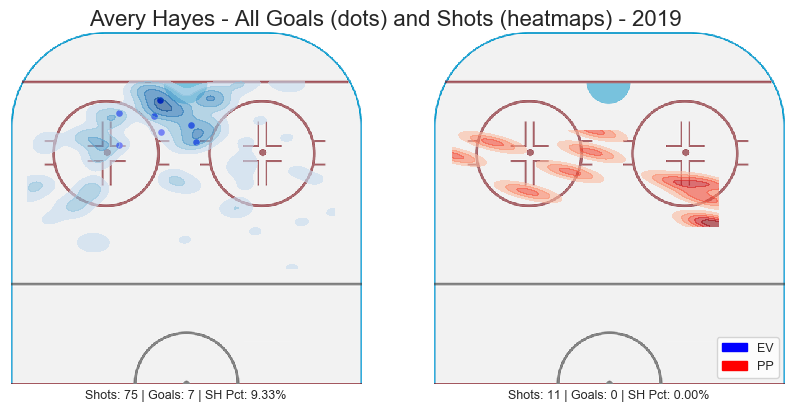 Avery Hayes - All Goals (dots) and Shots (heatmaps) - 2019
EV
PP
Shots: 75 | Goals: 7 | SH Pct: 9.33%
Shots: 11 | Goals: 0 | SH Pct: 0.00%